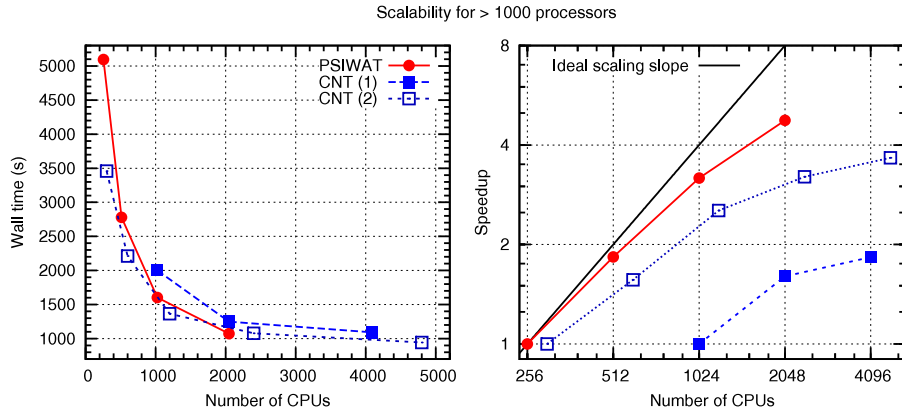 Scalability for > 1000 processors
5000
4500
4000
3500
3000
2500
2000
1500
1000
Wall time (s)
PSIWAT
CNT (1)
CNT (2)
0 1000 2000 3000 4000 5000
Number of CPUs
8
4
2
1
Speedup
Ideal scaling slope
256 512 1024 2048 4096
Number of CPUs